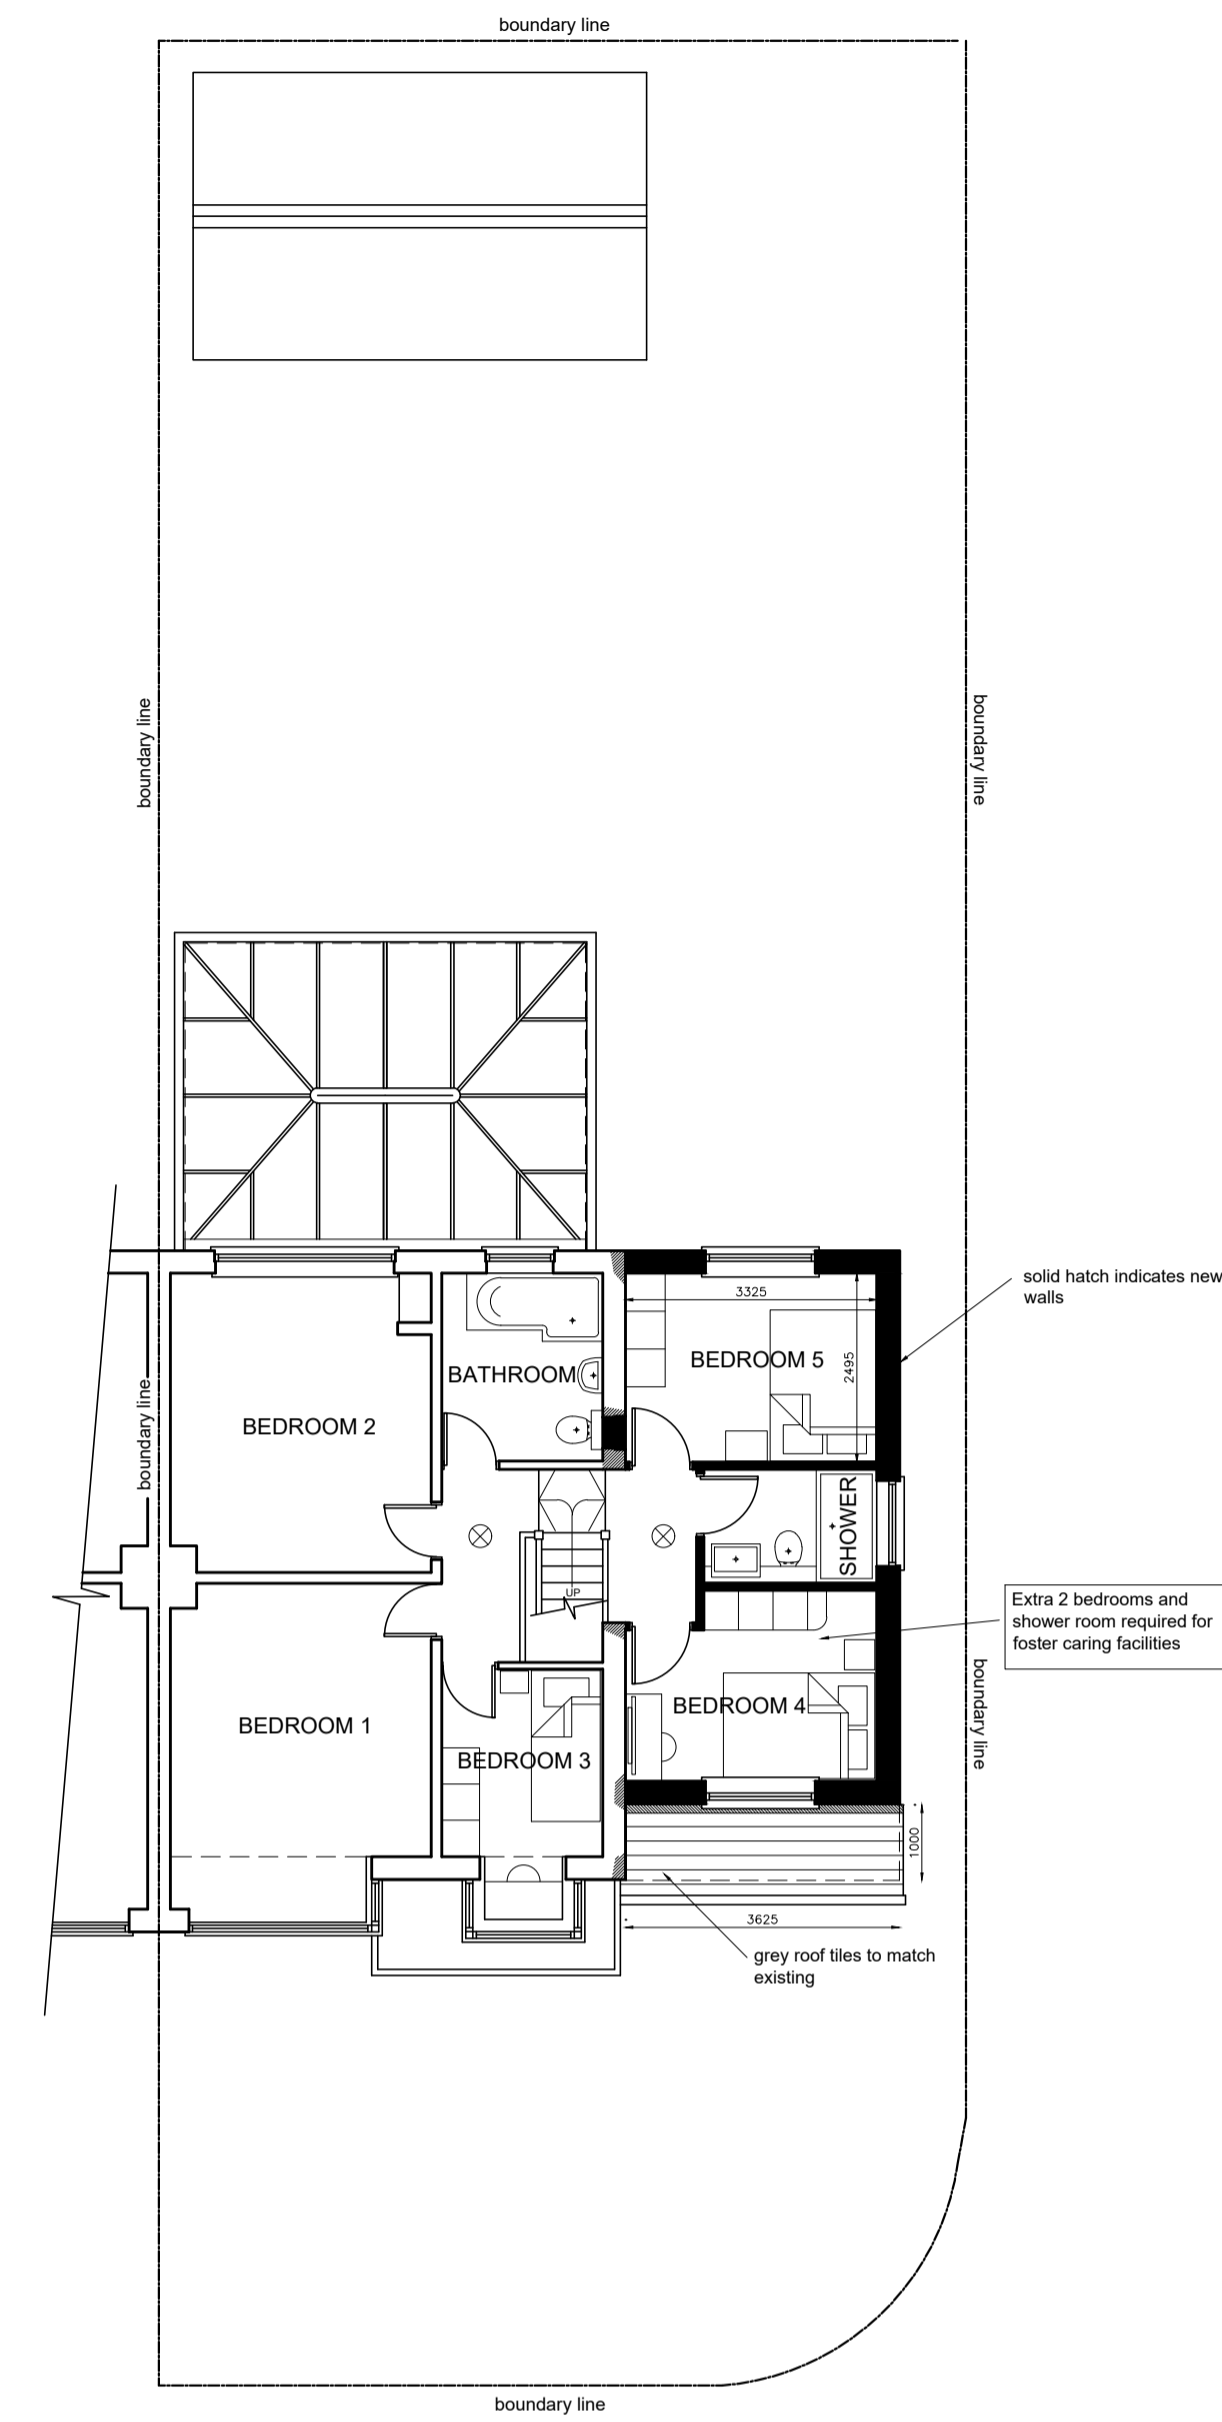 boundary line
boundary line
boundary line
solid hatch indicates new
walls
3325
2495
BEDROOM 5
BATHROOM
boundary line
BEDROOM 2
SHOWER
UP
Extra 2 bedrooms and
shower room required for
foster caring facilities
boundary line
BEDROOM 4
BEDROOM 1
BEDROOM 3
1000
3625
grey roof tiles to match
existing
boundary line